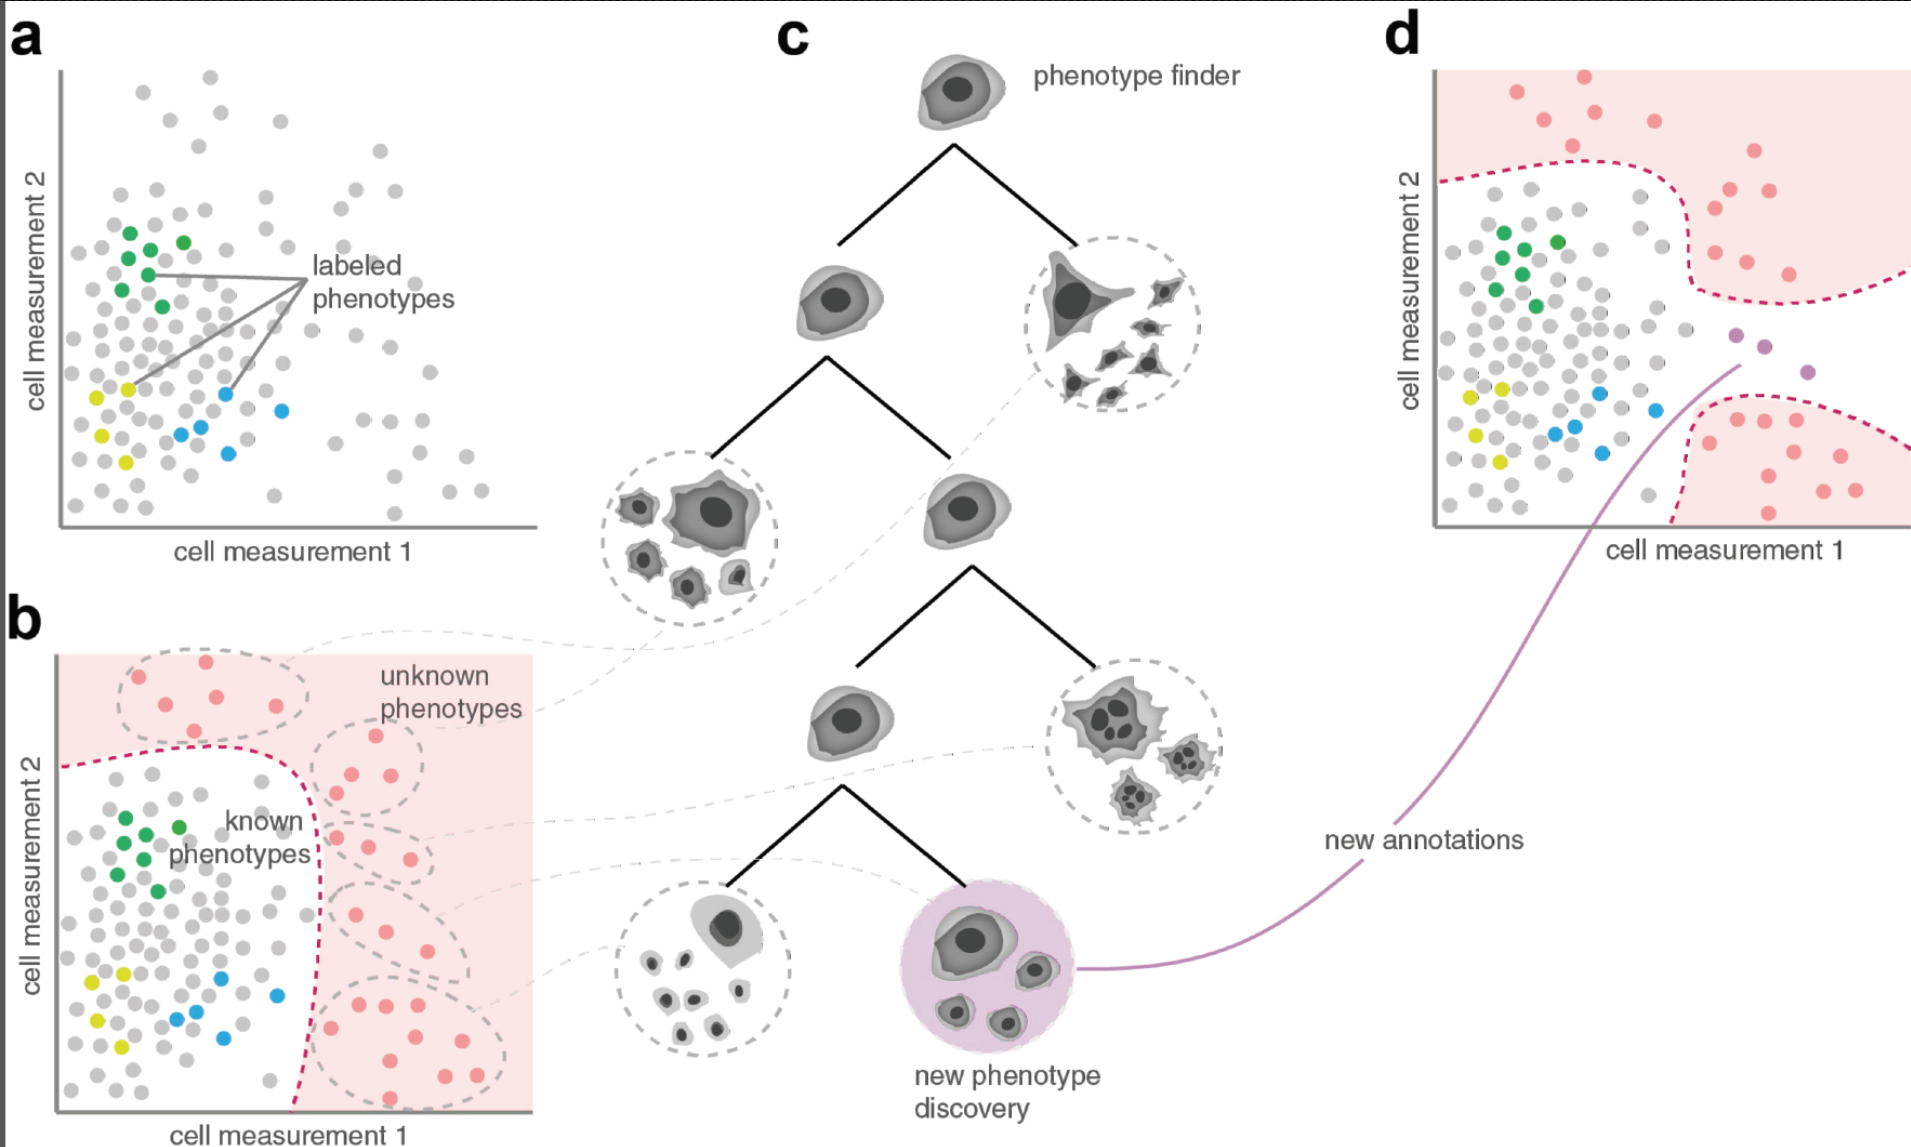 a
cell measurement 2
labeled
phenotypes
cell measurement 1
b
cell measurement 2
unknown
phenotypes
known
phenotypes
cell measurement 1
c
phenotype finder
new phenotype
discovery
new annotations
d
cell measurement 2
cell measurement 1